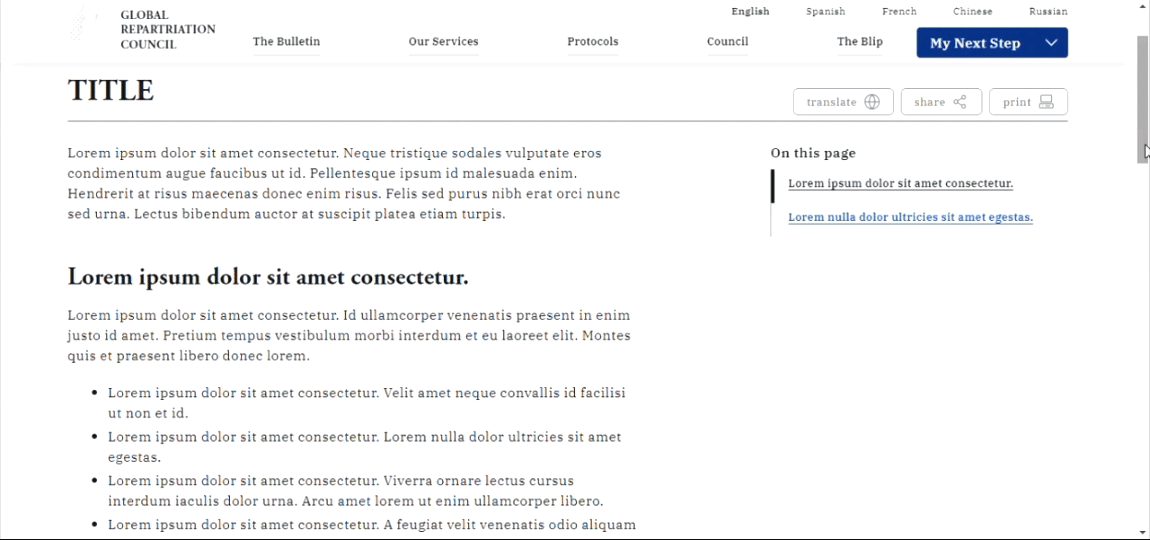 GLOBAL
REPARTRIATION
COUNCIL
English Spanish French Chinese Russian
The Bulletin Our Services Protocols Council The Blip My Next Step
TITLE
translate share print
Lorem ipsum dolor sit amet consectetur. Neque tristique sodales vulputate eros
condimentum augue faucibus ut id. Pellentesque ipsum id malesuada enim.
Hendrerit at risus maecenas donec enim risus. Felis sed purus nibh erat orci nunc
sed urna. Lectus bibendum auctor at suscipit platea etiam turpis.
On this page
Lorem ipsum dolor sit amet consectetur.
Lorem nulla dolor ultricies sit amet egestas.
Lorem ipsum dolor sit amet consectetur.
Lorem ipsum dolor sit amet consectetur. Id ullamcorper venenatis praesent in enim
justo id amet. Pretium tempus vestibulum morbi interdum et eu laoreet elit. Montes
quis et praesent libero donec lorem.
• Lorem ipsum dolor sit amet consectetur. Velit amet neque convallis id facilisi
ut non et id.
• Lorem ipsum dolor sit amet consectetur. Lorem nulla dolor ultricies sit amet
egestas.
• Lorem ipsum dolor sit amet consectetur. Viverra ornare lectus cursus
interdum iaculis dolor urna. Arcu amet lorem ut enim ullamcorper libero.
• Lorem ipsum dolor sit amet consectetur. A feugiat velit venenatis odio aliquam